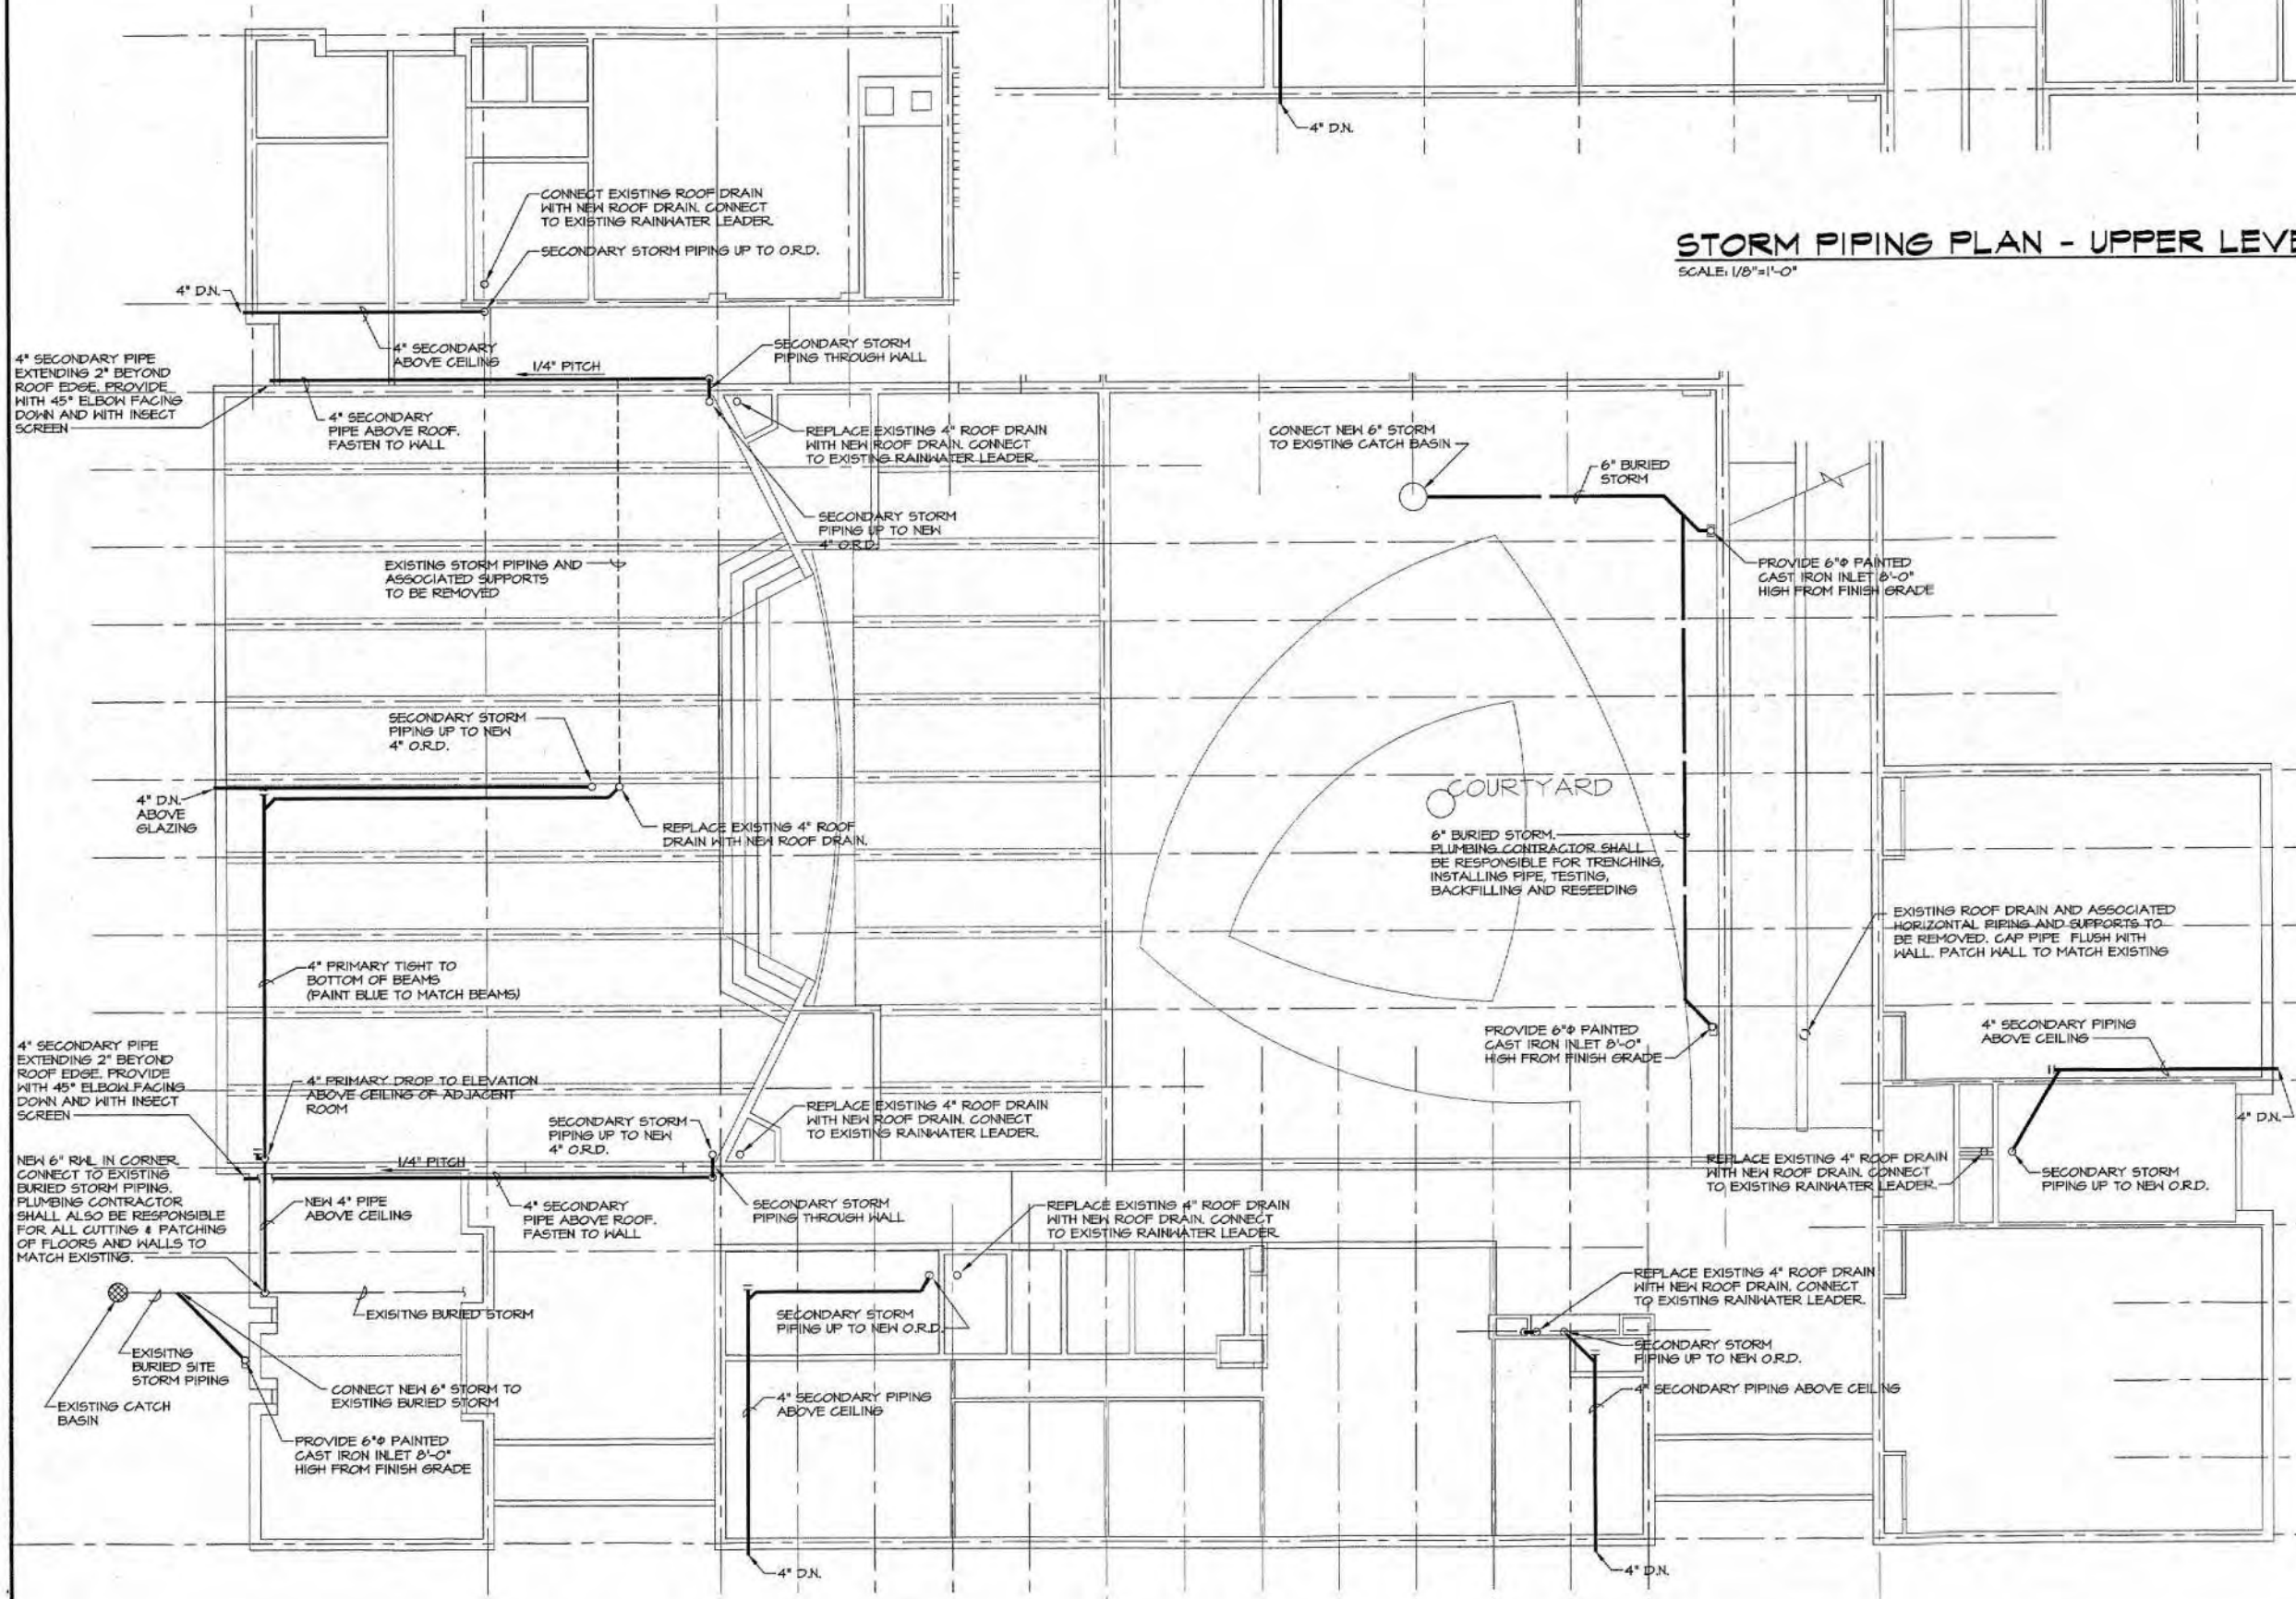 4" D.N.
STORM PIPING PLAN - UPPER LEVE
SCALE: 1/8"=1'-0"
CONNECT EXISTING ROOF DRAIN
WITH NEW ROOF DRAIN. CONNECT
TO EXISTING RAINWATER LEADER.
SECONDARY STORM PIPING UP TO O.R.D.
4" D.N.
4" SECONDARY
ABOVE CEILING
1/4" PITCH
SECONDARY STORM
PIPING THROUGH WALL
4" SECONDARY PIPE
EXTENDING 2" BEYOND
ROOF EDGE. PROVIDE
WITH 45° ELBOW FACING
DOWN AND WITH INSECT
SCREEN
4" SECONDARY
PIPE ABOVE ROOF.
FASTEN TO WALL
REPLACE EXISTING 4" ROOF DRAIN
WITH NEW ROOF DRAIN. CONNECT
TO EXISTING RAINWATER LEADER.
CONNECT NEW 6" STORM
TO EXISTING CATCH BASIN
6" BURIED
STORM
SECONDARY STORM
PIPING UP TO NEW
4" O.R.D.
EXISTING STORM PIPING AND
ASSOCIATED SUPPORTS
TO BE REMOVED
PROVIDE 6"Φ PAINTED
CAST IRON INLET 8'-0"
HIGH FROM FINISH GRADE
SECONDARY STORM
PIPING UP TO NEW
4" O.R.D.
4" D.N.
ABOVE
GLAZING
REPLACE EXISTING 4" ROOF
DRAIN WITH NEW ROOF DRAIN.
COURTYARD
6" BURIED STORM.
PLUMBING CONTRACTOR SHALL
BE RESPONSIBLE FOR TRENCHING,
INSTALLING PIPE, TESTING,
BACKFILLING AND RESEEDING
EXISTING ROOF DRAIN AND ASSOCIATED
HORIZONTAL PIPING AND SUPPORTS TO
BE REMOVED. CAP PIPE FLUSH WITH
WALL. PATCH WALL TO MATCH EXISTING
4" PRIMARY TIGHT TO
BOTTOM OF BEAMS
(PAINT BLUE TO MATCH BEAMS)
PROVIDE 6"Φ PAINTED
CAST IRON INLET 8'-0"
HIGH FROM FINISH GRADE
4" SECONDARY PIPING
ABOVE CEILING
4" D.N.
4" SECONDARY PIPE
EXTENDING 2" BEYOND
ROOF EDGE. PROVIDE
WITH 45° ELBOW FACING
DOWN AND WITH INSECT
SCREEN
4" PRIMARY DROP TO ELEVATION
ABOVE CEILING OF ADJACENT
ROOM
SECONDARY STORM
PIPING UP TO NEW
4" O.R.D.
REPLACE EXISTING 4" ROOF DRAIN
WITH NEW ROOF DRAIN. CONNECT
TO EXISTING RAINWATER LEADER.
1/4" PITCH
NEW 6" RWL IN CORNER.
CONNECT TO EXISTING
BURIED STORM PIPING.
PLUMBING CONTRACTOR
SHALL ALSO BE RESPONSIBLE
FOR ALL CUTTING & PATCHING
OF FLOORS AND WALLS TO
MATCH EXISTING.
NEW 4" PIPE
ABOVE CEILING
4" SECONDARY
PIPE ABOVE ROOF.
FASTEN TO WALL
SECONDARY STORM
PIPING THROUGH WALL
REPLACE EXISTING 4" ROOF DRAIN
WITH NEW ROOF DRAIN. CONNECT
TO EXISTING RAINWATER LEADER
REPLACE EXISTING 4" ROOF DRAIN
WITH NEW ROOF DRAIN. CONNECT
TO EXISTING RAINWATER LEADER.
SECONDARY STORM
PIPING UP TO NEW O.R.D.
EXISITNG BURIED STORM
SECONDARY STORM
PIPING UP TO NEW O.R.D.
REPLACE EXISTING 4" ROOF DRAIN
WITH NEW ROOF DRAIN. CONNECT
TO EXISTING RAINWATER LEADER.
SECONDARY STORM
PIPING UP TO NEW O.R.D.
EXISITNG
BURIED SITE
STORM PIPING
EXISTING CATCH
BASIN
CONNECT NEW 6" STORM TO
EXISTING BURIED STORM
4" SECONDARY PIPING
ABOVE CEILING
4" SECONDARY PIPING ABOVE CEILING
PROVIDE 6"Φ PAINTED
CAST IRON INLET 8'-0"
HIGH FROM FINISH GRADE
4" D.N.
4" D.N.